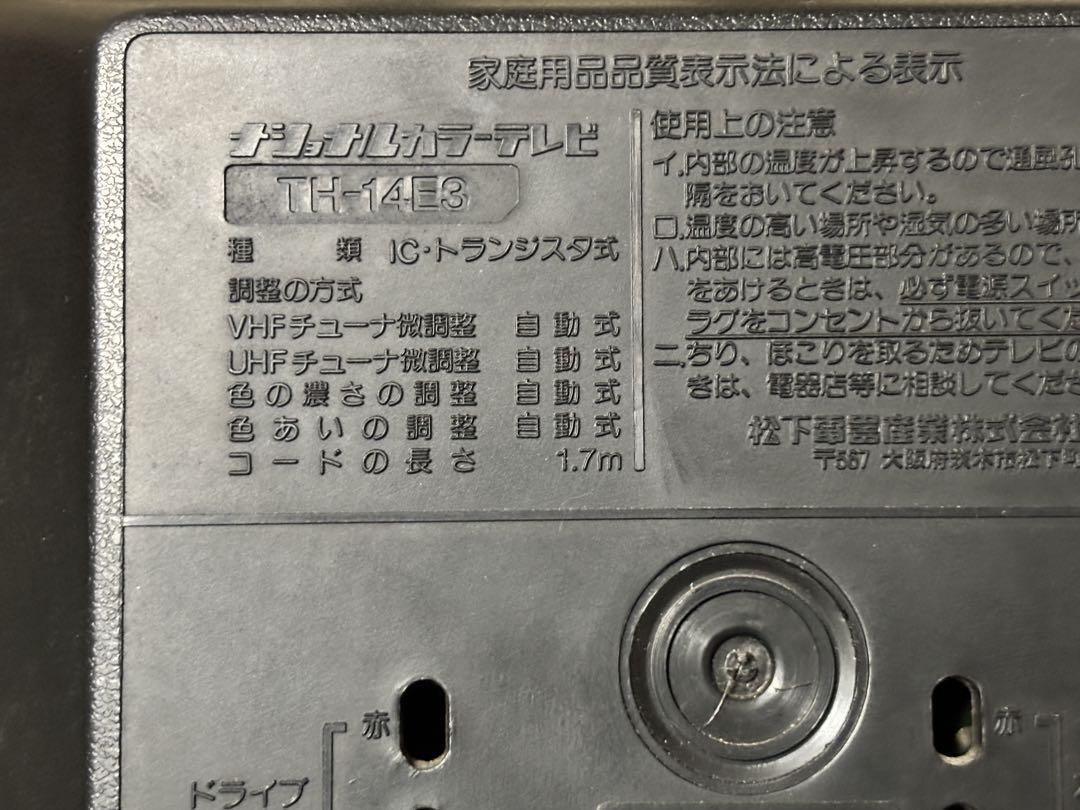 家庭用品品質表示法による表示
ナショナルカラーテレビ
TH-14E3
種類 IC・トランジスタ式
調整の方式
VHFチューナ微調整 自動式
UHFチューナ微調整 自動式
色の濃さの調整 自動式
色あいの調整 自動式
コードの長さ 1.7m
使用上の注意
イ.内部の温度が上昇するので通風孔
隔をおいてください。
ロ.温度の高い場所や湿気の多い場所
ハ.内部には高電圧部分があるので、
をあけるときは、必ず電源スイッ
ラグをコンセントから抜いてくだ
ニ.ちり、ほこりを取るためテレビの
きは、電器店等に相談してくださ
松下電器産業株式会社
〒567 大阪府茨木市松下町
赤
赤
ドライブ